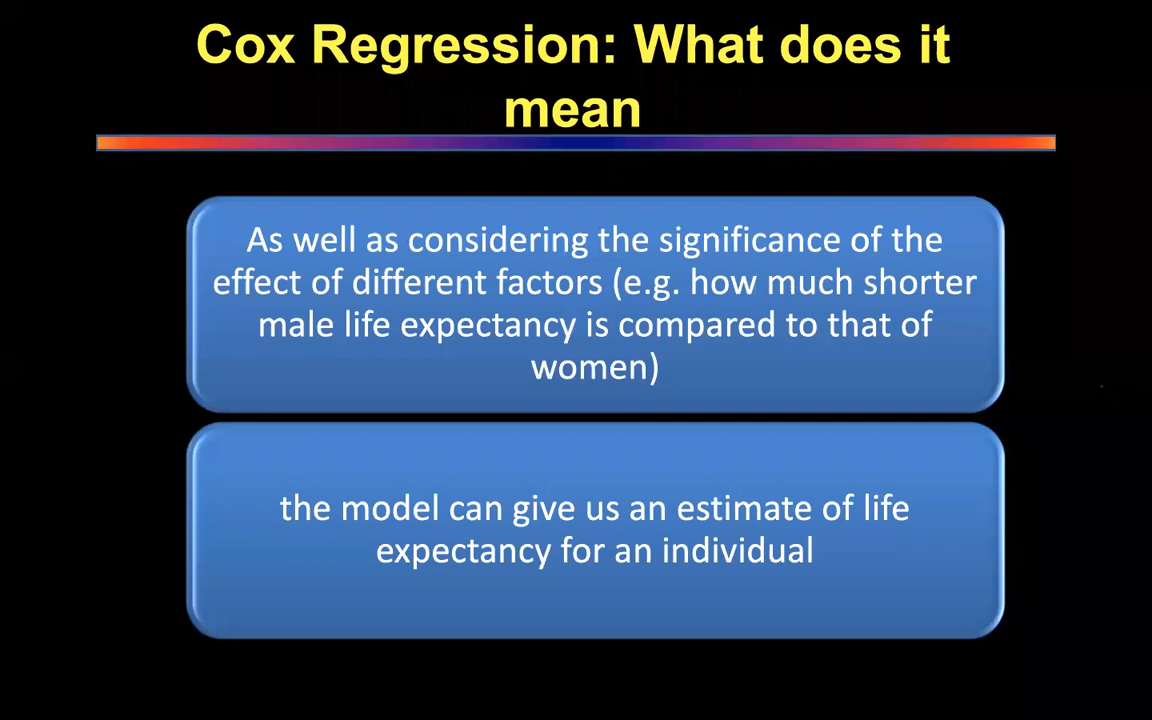 Cox Regression: What does it
mean
As well as considering the significance of the
effect of different factors (e.g. how much shorter
male life expectancy is compared to that of
women)
the model can give us an estimate of life
expectancy for an individual